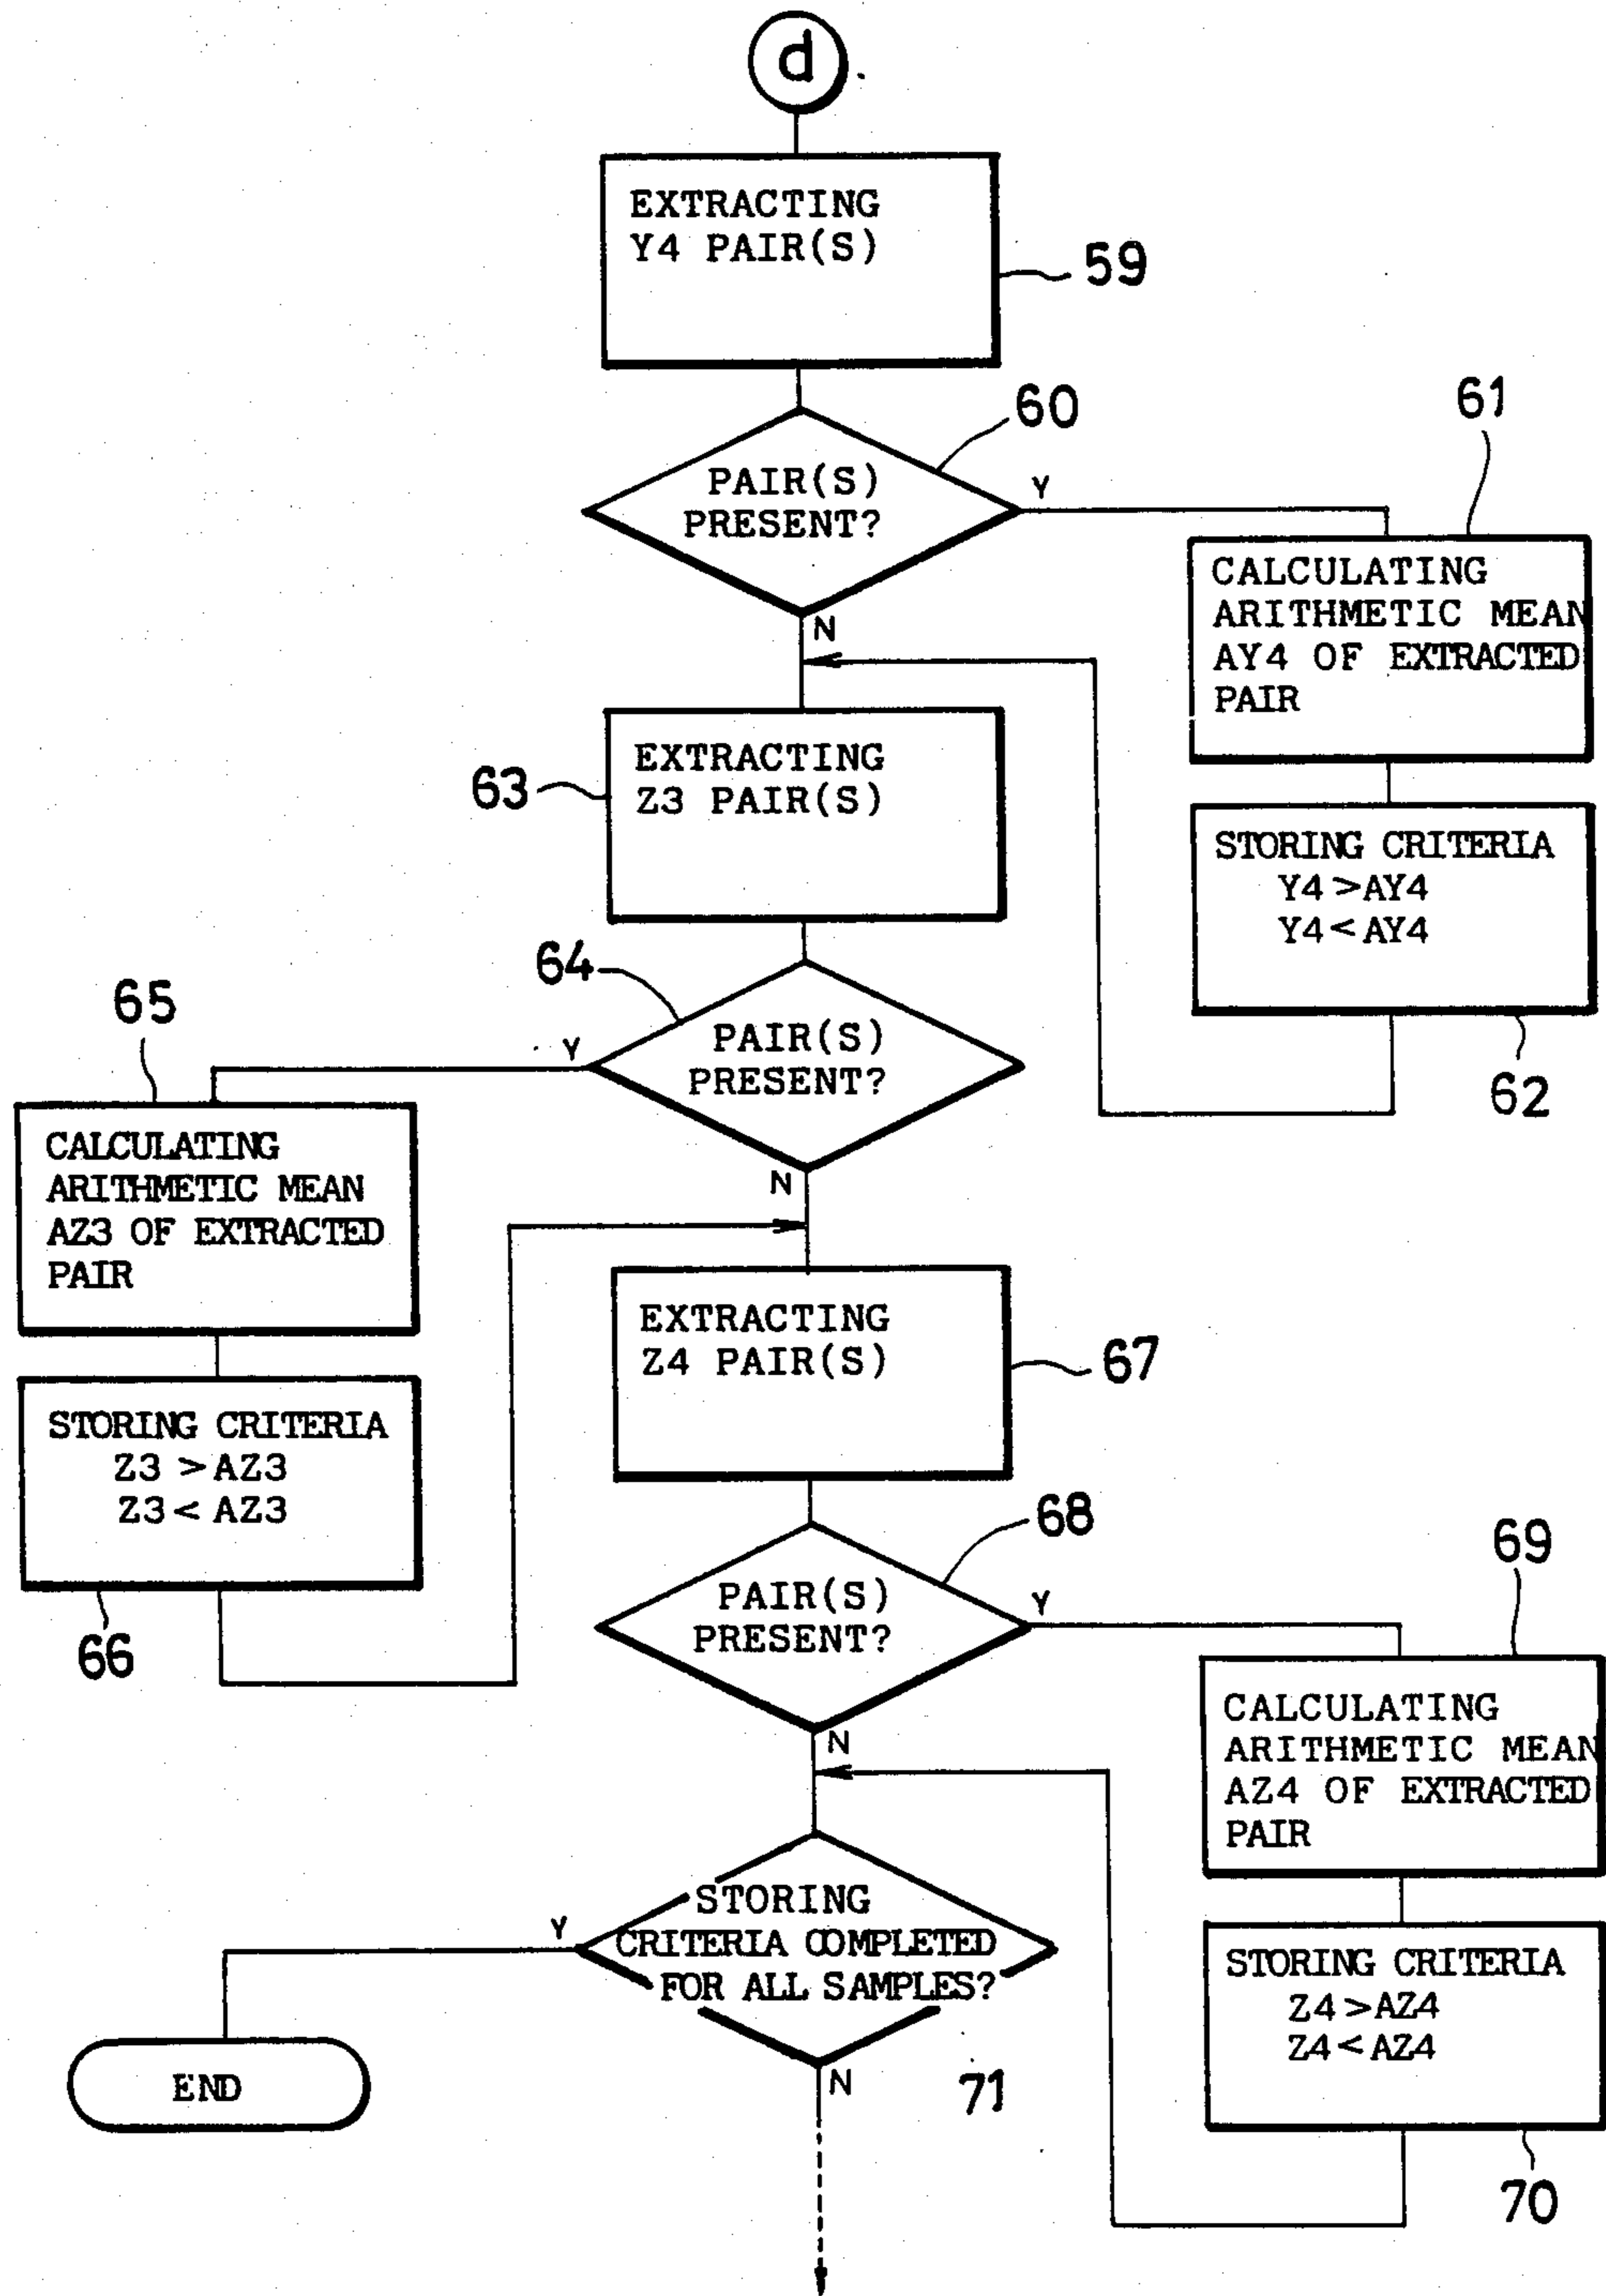 d
EXTRACTING
Y4 PAIR(S)
59
60
PAIR(S)
PRESENT?
Y
N
61
CALCULATING
ARITHMETIC MEAN
AY4 OF EXTRACTED
PAIR
STORING CRITERIA
Y4 > AY4
Y4 < AY4
62
EXTRACTING
Z3 PAIR(S)
63
64
PAIR(S)
PRESENT?
Y
N
65
CALCULATING
ARITHMETIC MEAN
AZ3 OF EXTRACTED
PAIR
STORING CRITERIA
Z3 > AZ3
Z3 < AZ3
66
EXTRACTING
Z4 PAIR(S)
67
68
PAIR(S)
PRESENT?
Y
N
69
CALCULATING
ARITHMETIC MEAN
AZ4 OF EXTRACTED
PAIR
STORING CRITERIA
Z4 > AZ4
Z4 < AZ4
70
STORING
CRITERIA COMPLETED
FOR ALL SAMPLES?
Y
N
71
END